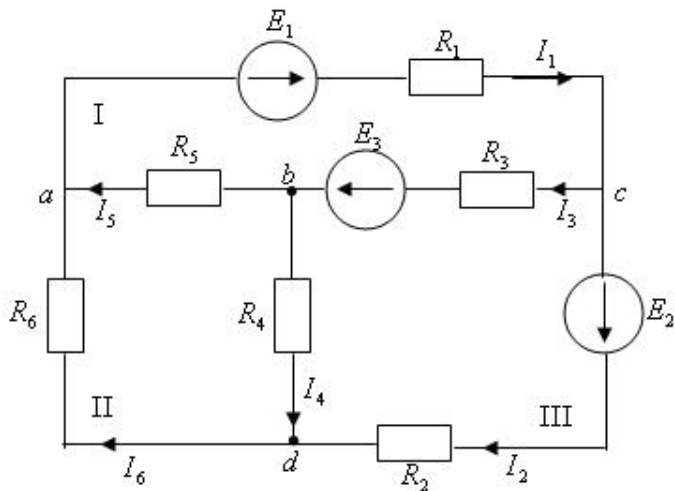 E₁
R₁
I₁
I
R₅
b
E₃
R₃
a
I₅
I₃
c
R₆
R₄
E₂
II
I₄
III
I₆
d
R₂
I₂